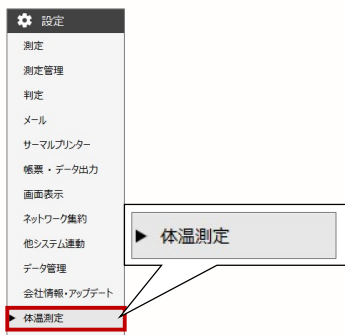 設定
測定
測定管理
判定
メール
サーマルプリンター
帳票・データ出力
画面表示
ネットワーク集約
他システム連動
データ管理
会社情報・アップデート
体温測定
体温測定